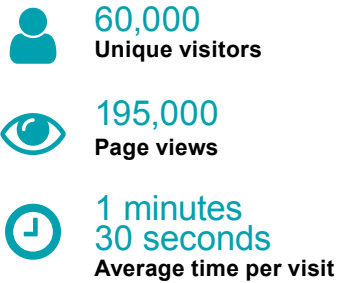 60,000
Unique visitors
195,000
Page views
1 minutes
30 seconds
Average time per visit